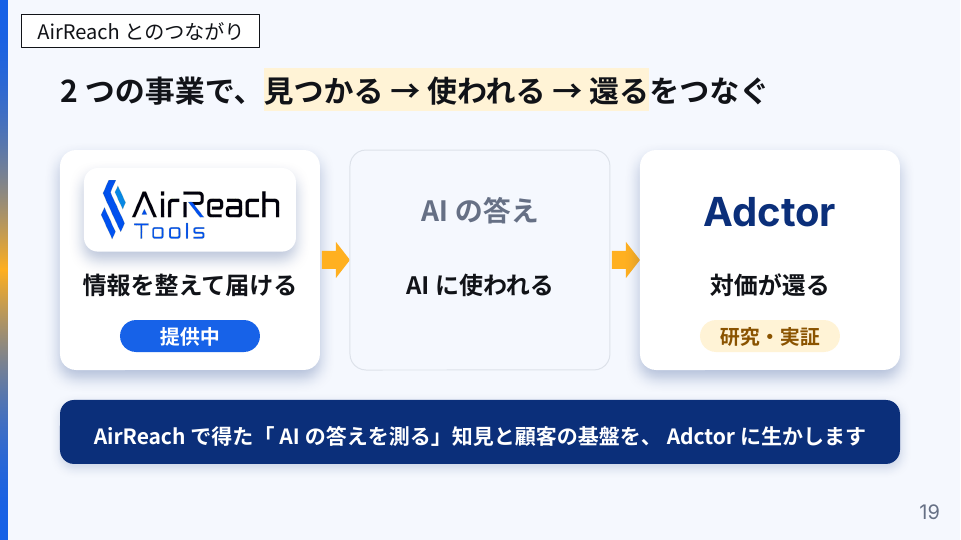 AirReach とのつながり
2 つの事業で、見つかる → 使われる → 還るをつなぐ
AirReach
Tools
情報を整えて届ける
提供中
AI の答え
AI に使われる
Adctor
対価が還る
研究・実証
AirReach で得た「 AI の答えを測る」知見と顧客の基盤を、 Adctor に生かします
19